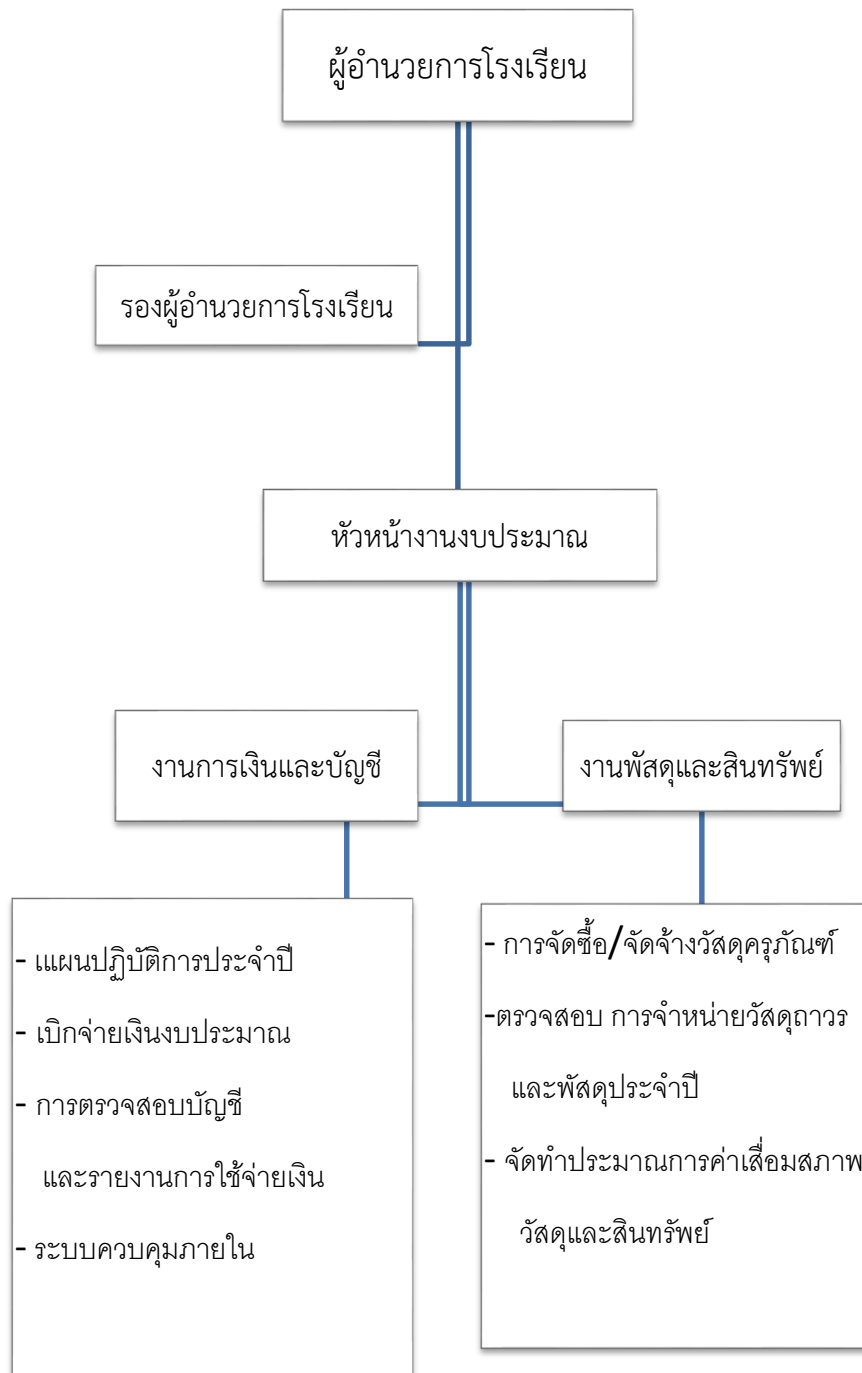 ผู้อำนวยการโรงเรียน
รองผู้อำนวยการโรงเรียน
หัวหน้างานงบประมาณ
งานการเงินและบัญชี
งานพัสดุและสินทรัพย์
- แผนปฏิบัติการประจำปี
- เบิกจ่ายเงินงบประมาณ
- การตรวจสอบบัญชี
และรายงานการใช้จ่ายเงิน
- ระบบควบคุมภายใน
- การจัดซื้อ/จัดจ้างวัสดุครุภัณฑ์
-ตรวจสอบ การจำหน่ายวัสดุถาวร
และพัสดุประจำปี
- จัดทำประมาณการค่าเสื่อมสภาพ
วัสดุและสินทรัพย์